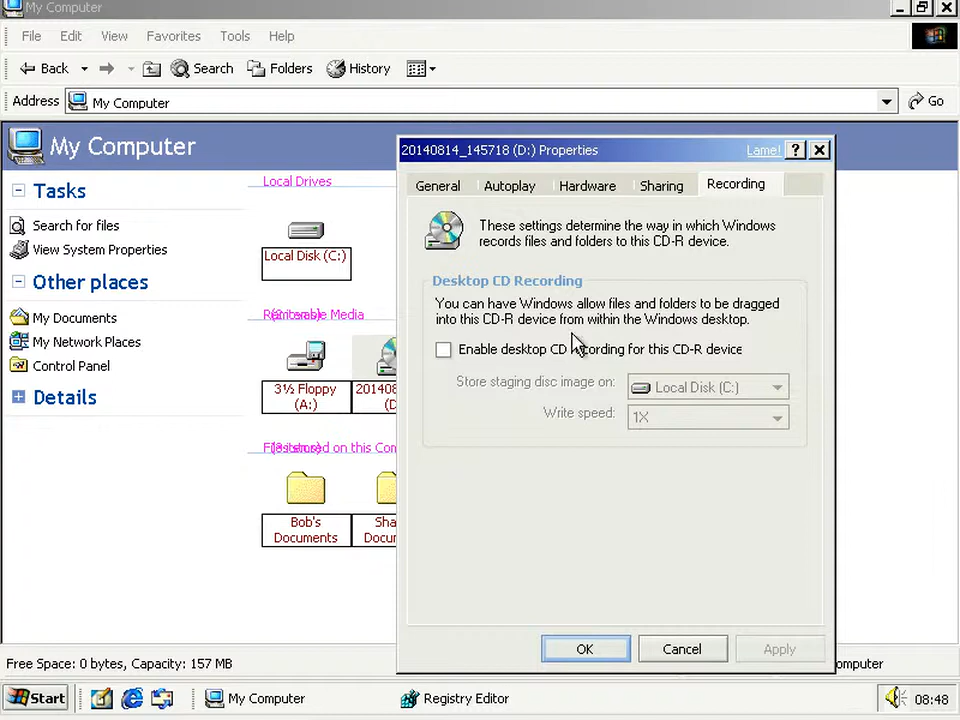 My Computer
File Edit View Favorites Tools Help
Back Search Folders History
Address My Computer Go
My Computer
Tasks
Search for files
View System Properties
Other places
My Documents
My Network Places
Control Panel
Details
Local Drives
Local Disk (C:)
Media
3½ Floppy
(A:)
201408
(D
stored on this Con
Bob's
Documents
Sha
Docun
20140814_145718 (D:) Properties Lame!
General Autoplay Hardware Sharing Recording
These settings determine the way in which Windows
records files and folders to this CD-R device.
Desktop CD Recording
You can have Windows allow files and folders to be dragged
into this CD-R device from within the Windows desktop.
Enable desktop CD recording for this CD-R device
Store staging disc image on: Local Disk (C:)
Write speed: 1X
OK Cancel Apply
Free Space: 0 bytes, Capacity: 157 MB
omputer
Start My Computer Registry Editor 08:48